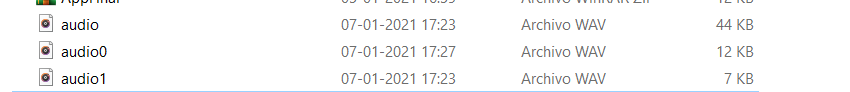 audio 07-01-2021 17:23 Archivo WAV 44 KB
audio0 07-01-2021 17:27 Archivo WAV 12 KB
audio1 07-01-2021 17:23 Archivo WAV 7 KB